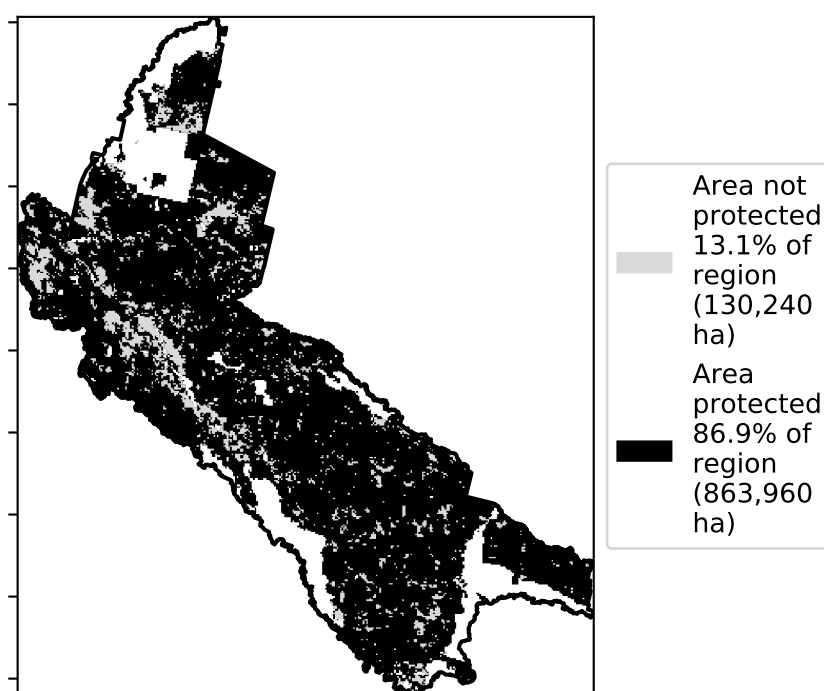 Area not
protected
13.1% of
region
(130,240
ha)
Area
protected
86.9% of
region
(863,960
ha)